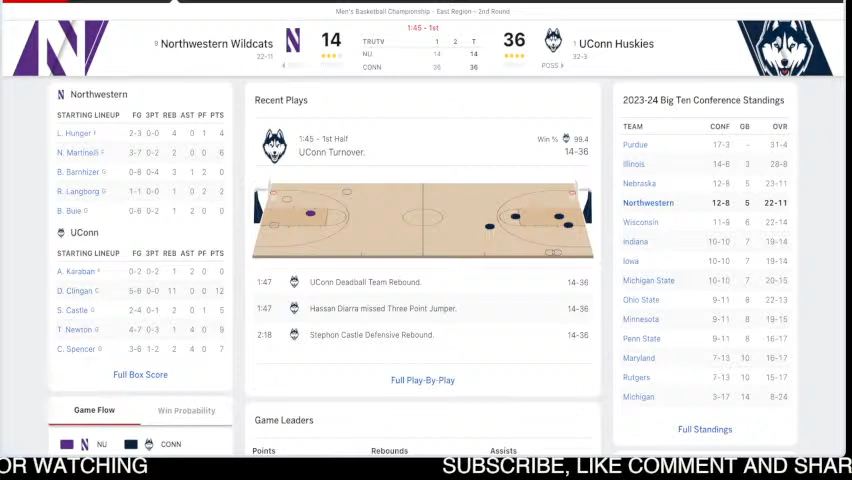 Men's Basketball Championship - East Region - 2nd Round
9 Northwestern Wildcats
22-11
14
1:45 - 1st
TRUTV 1 2 T
NU 14 14
CONN 36 36
36
1 UConn Huskies
32-3
POSS
Northwestern
STARTING LINEUP FG 3PT REB AST PF PTS
L. Hunger F 2-3 0-0 4 0 1 4
N. Martinelli F 3-7 0-2 2 0 0 6
B. Barnhizer G 0-8 0-4 3 1 2 0
R. Langborg G 1-1 0-0 1 0 2 2
B. Buie G 0-6 0-2 1 2 0 0
UConn
STARTING LINEUP FG 3PT REB AST PF PTS
A. Karaban F 0-2 0-2 1 2 0 0
D. Clingan C 5-6 0-0 11 0 0 12
S. Castle G 2-4 0-1 2 0 1 5
T. Newton G 4-7 0-3 1 4 0 9
C. Spencer G 3-6 1-2 2 4 0 7
Full Box Score
Game Flow Win Probability
NU CONN
Recent Plays
1:45 - 1st Half
UConn Turnover.
Win % 99.4
14-36
1:47 UConn Deadball Team Rebound. 14-36
1:47 Hassan Diarra missed Three Point Jumper. 14-36
2:18 Stephon Castle Defensive Rebound. 14-36
Full Play-By-Play
Game Leaders
Points Rebounds Assists
2023-24 Big Ten Conference Standings
TEAM CONF GB OVR
Purdue 17-3 - 31-4
Illinois 14-6 3 28-8
Nebraska 12-8 5 23-11
Northwestern 12-8 5 22-11
Wisconsin 11-9 6 22-14
Indiana 10-10 7 19-14
Iowa 10-10 7 19-14
Michigan State 10-10 7 20-15
Ohio State 9-11 8 22-13
Minnesota 9-11 8 19-15
Penn State 9-11 8 16-17
Maryland 7-13 10 16-17
Rutgers 7-13 10 15-17
Michigan 3-17 14 8-24
Full Standings
OR WATCHING SUBSCRIBE, LIKE COMMENT AND SHAR